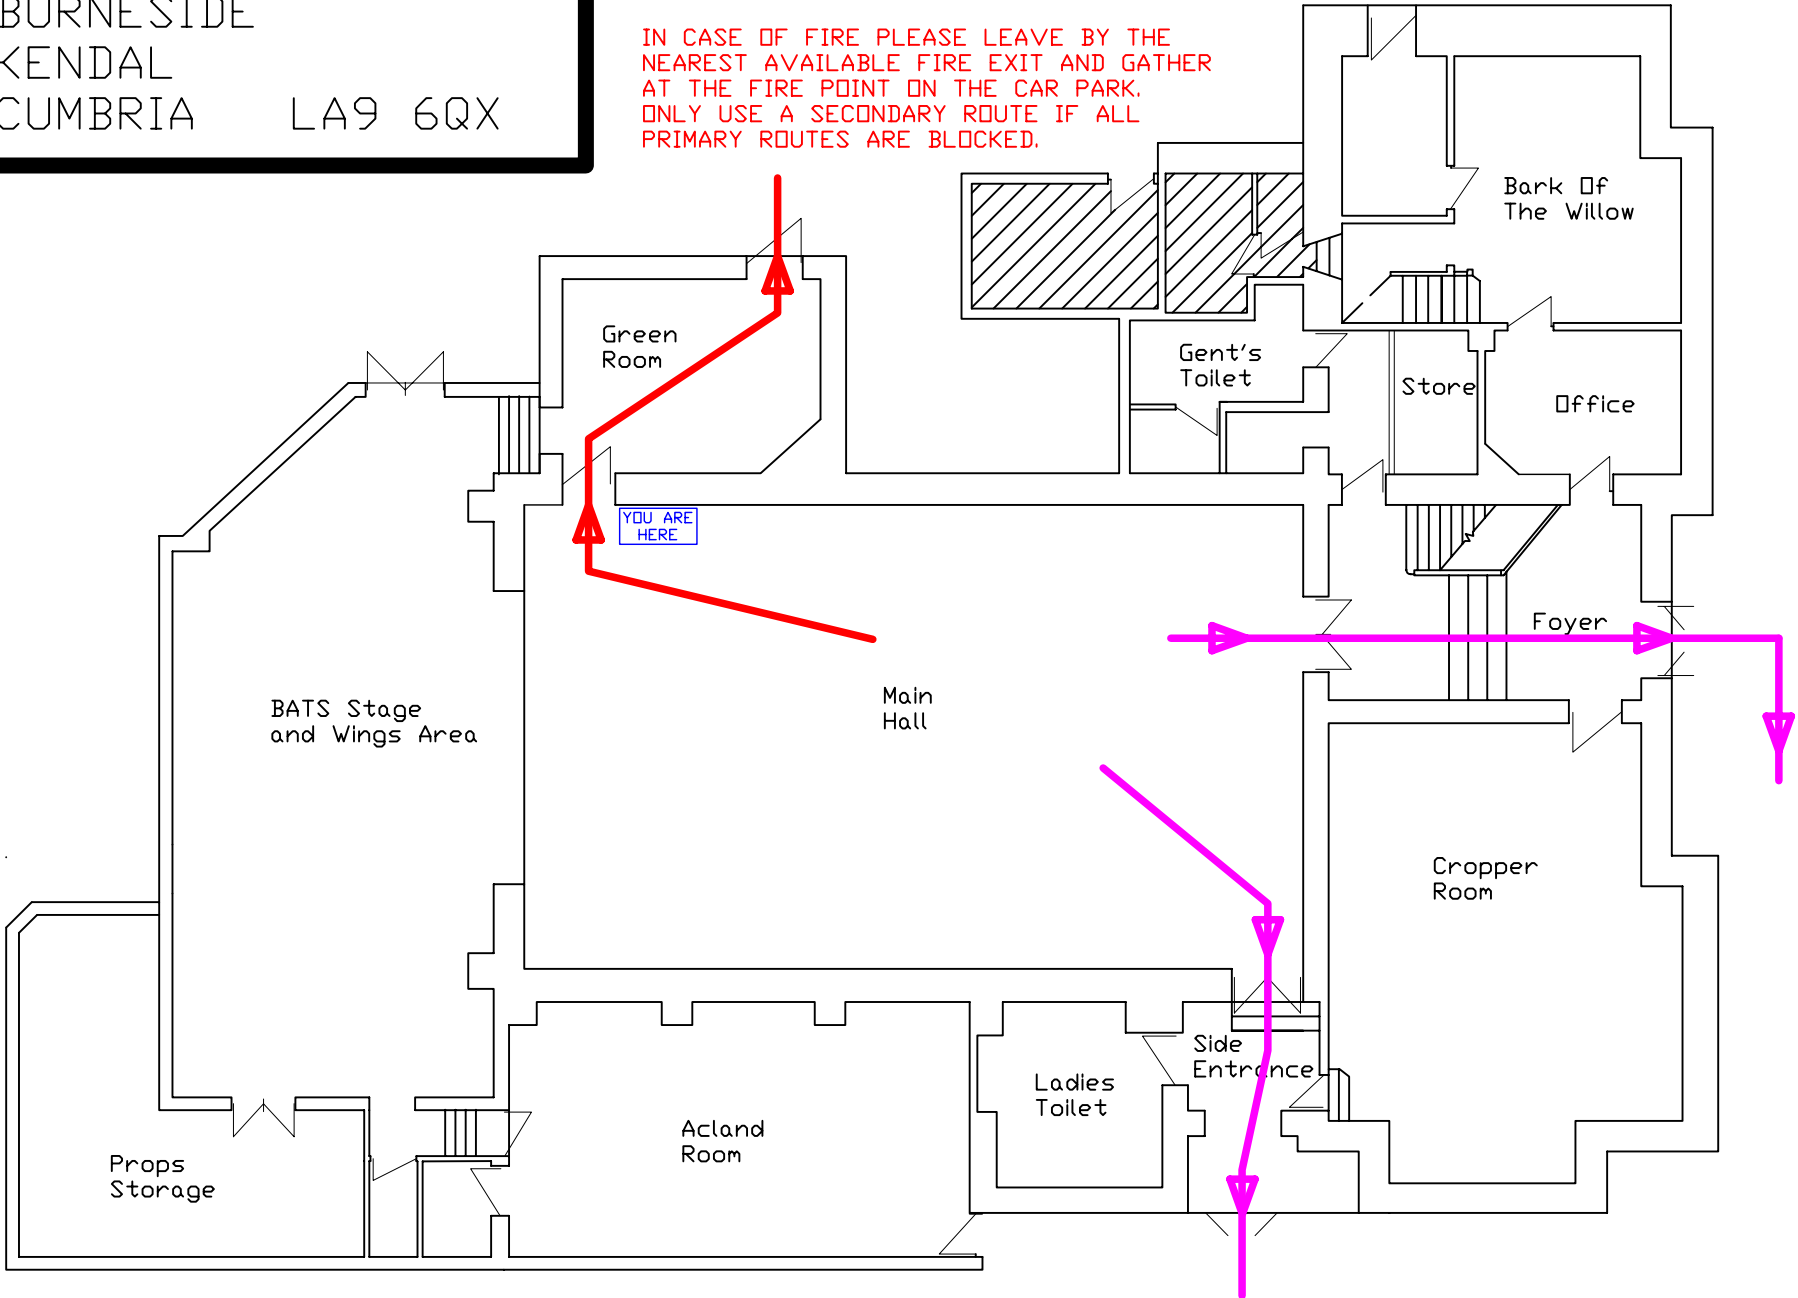 BURNESIDE
KENDAL
CUMBRIA LA9 6QX
IN CASE OF FIRE PLEASE LEAVE BY THE
NEAREST AVAILABLE FIRE EXIT AND GATHER
AT THE FIRE POINT ON THE CAR PARK.
ONLY USE A SECONDARY ROUTE IF ALL
PRIMARY ROUTES ARE BLOCKED.
Bark Of
The Willow
Green
Room
Gent's
Toilet
Store
Office
YOU ARE
HERE
Foyer
BATS Stage
and Wings Area
Main
Hall
Cropper
Room
Side
Entrance
Ladies
Toilet
Acland
Room
Props
Storage